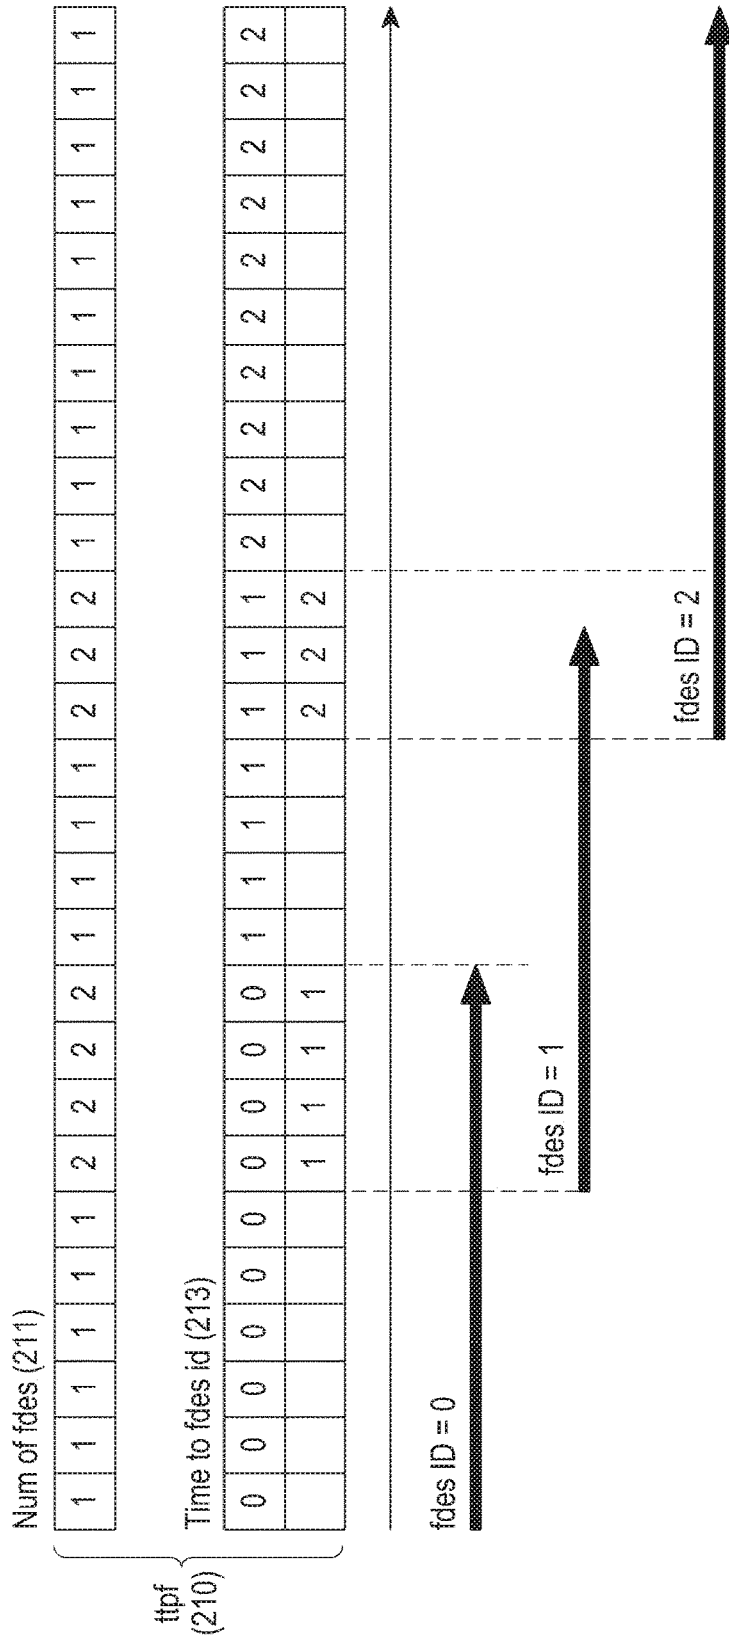 Num of fdes (211)
1 1 1 1 1 1 2 2 2 2 1 1 1 1 2 2 2 1 1 1 1 1 1 1 1 1 1
ttpf
(210)
Time to fdes id (213)
0 0 0 0 0 0 0 0 0 0 1 1 1 1 1 1 1 2 2 2 2 2 2 2 2 2 2
1 1 1 1 2 2 2
fdes ID = 0
fdes ID = 1
fdes ID = 2